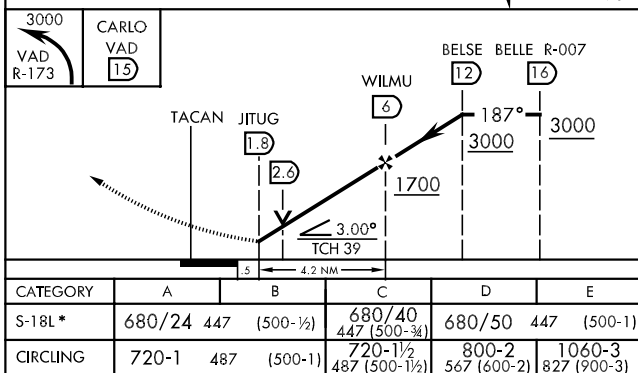 3000
VAD
R-173
CARLO
VAD
15
BELSE BELLE R-007
12 16
WILMU
6
187°
3000
3000
TACAN JITUG
1.8
2.6
1700
3.00°
TCH 39
.5 4.2 NM
CATEGORY A B C D E
S-18L * 680/24 447 (500-½) 680/40 447 (500-¾) 680/50 447 (500-1)
CIRCLING 720-1 487 (500-1) 720-1½ 487 (500-1½) 800-2 567 (600-2) 1060-3 827 (900-3)